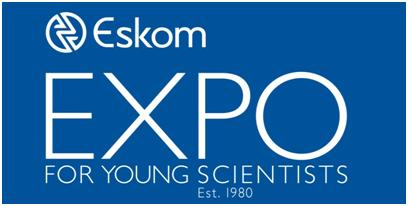 Eskom
EXPO
FOR YOUNG SCIENTISTS
Est. 1980